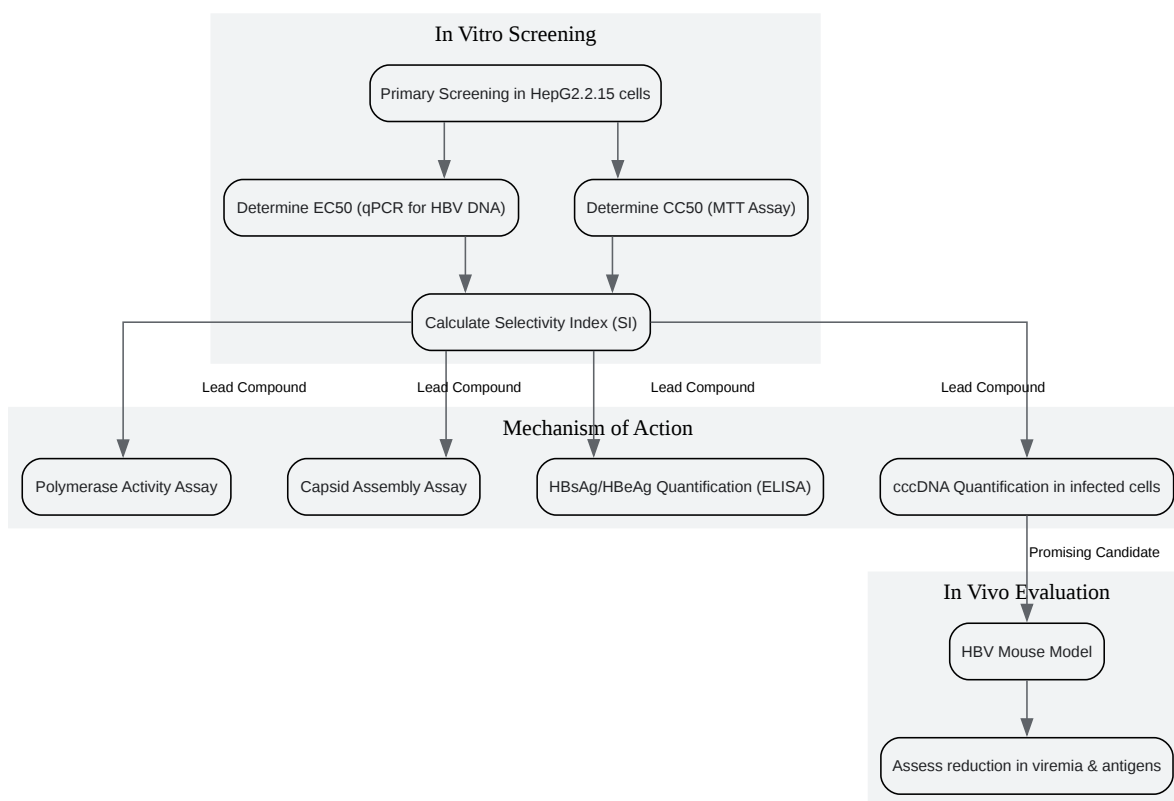 In Vitro Screening
Primary Screening in HepG2.2.15 cells
Determine EC50 (qPCR for HBV DNA)
Determine CC50 (MTT Assay)
Calculate Selectivity Index (SI)
Lead Compound
Lead Compound
Lead Compound
Lead Compound
Mechanism of Action
Polymerase Activity Assay
Capsid Assembly Assay
HBsAg/HBeAg Quantification (ELISA)
cccDNA Quantification in infected cells
Promising Candidate
In Vivo Evaluation
HBV Mouse Model
Assess reduction in viremia & antigens